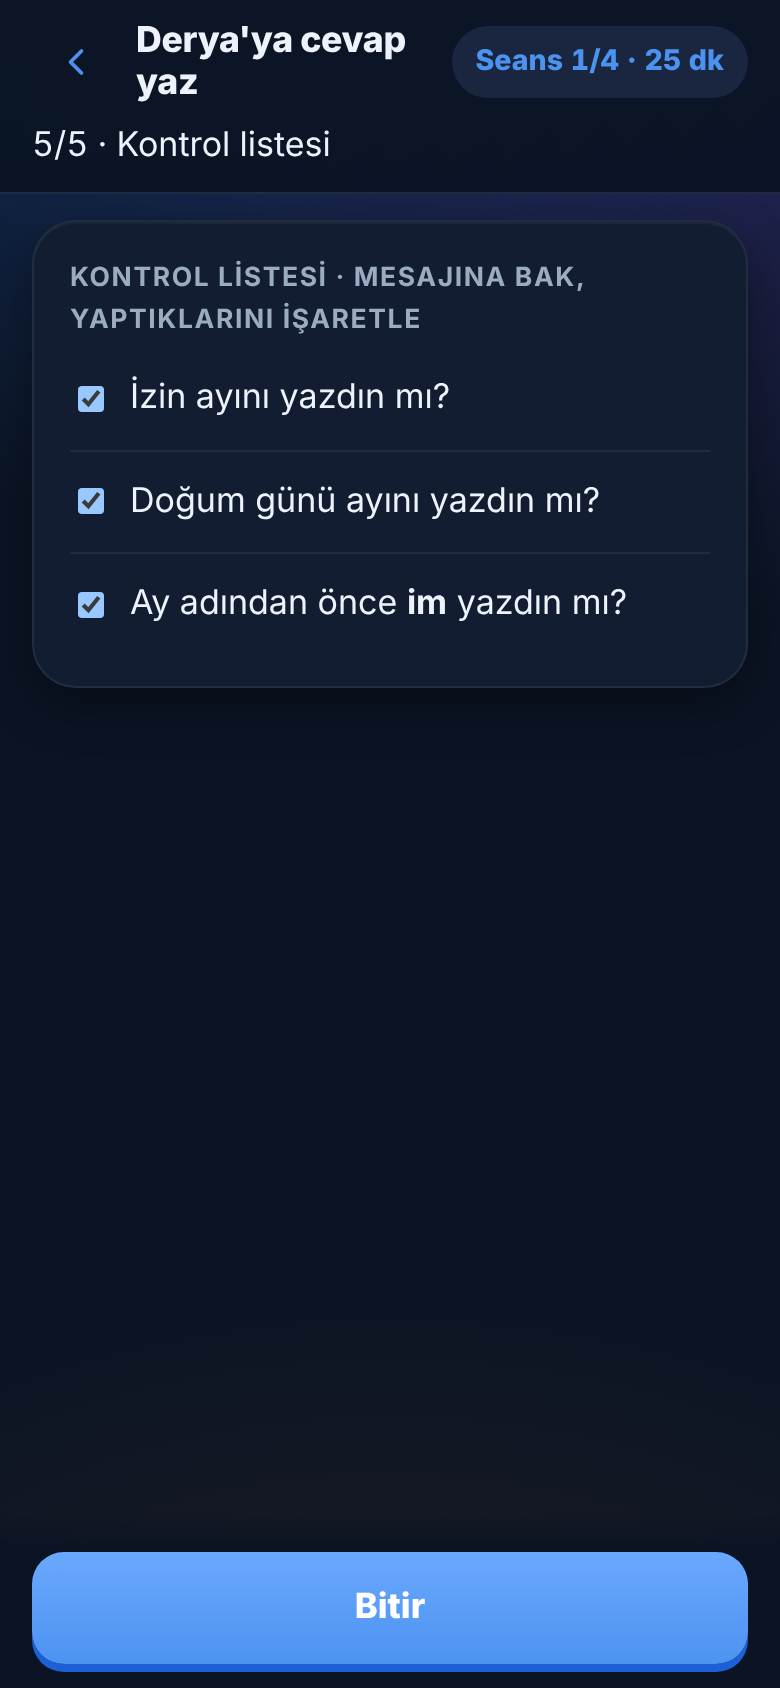 Derya'ya cevap
yaz
Seans 1/4 · 25 dk
5/5 · Kontrol listesi
KONTROL LİSTESİ · MESAJINA BAK,
YAPTIKLARINI İŞARETLE
İzin ayını yazdın mı?
Doğum günü ayını yazdın mı?
Ay adından önce im yazdın mı?
Bitir